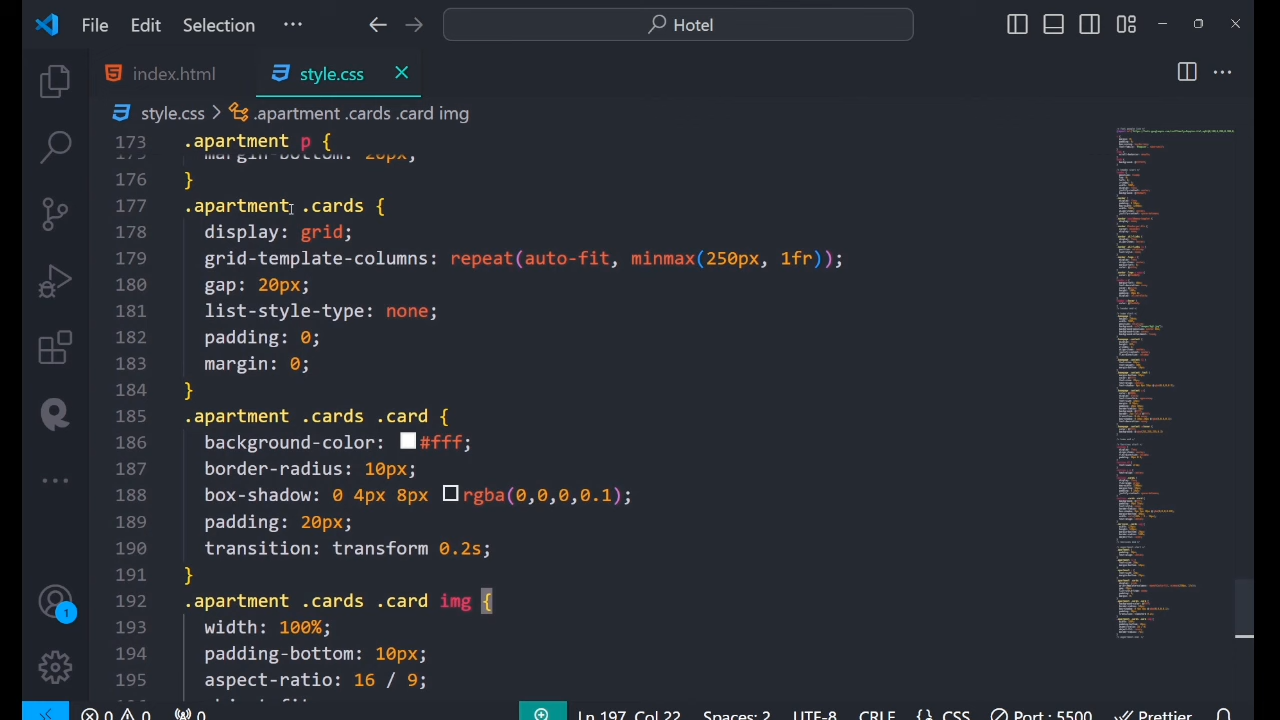 File Edit Selection ··· Hotel
index.html style.css
style.css > .apartment .cards .card img
173 .apartment p {
margin-bottom: 20px;
176 }
177 .apartment .cards {
178 display: grid;
179 grid-template-columns: repeat(auto-fit, minmax(250px, 1fr));
180 gap: 20px;
181 list-style-type: none;
182 padding: 0;
183 margin: 0;
184 }
185 .apartment .cards .card {
186 background-color: #fff;
187 border-radius: 10px;
188 box-shadow: 0 4px 8px rgba(0,0,0,0.1);
189 padding: 20px;
190 transition: transform 0.2s;
191 }
192 .apartment .cards .card img {
193 width: 100%;
194 padding-bottom: 10px;
195 aspect-ratio: 16 / 9;
1
0 0 0 Ln 197, Col 22 Spaces: 2 UTF-8 CRLF {} CSS Port : 5500 Prettier